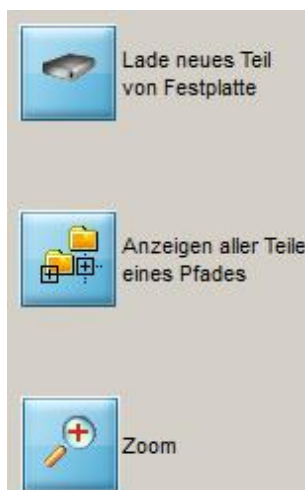 Lade neues Teil
von Festplatte
Anzeigen aller Teile
eines Pfades
Zoom